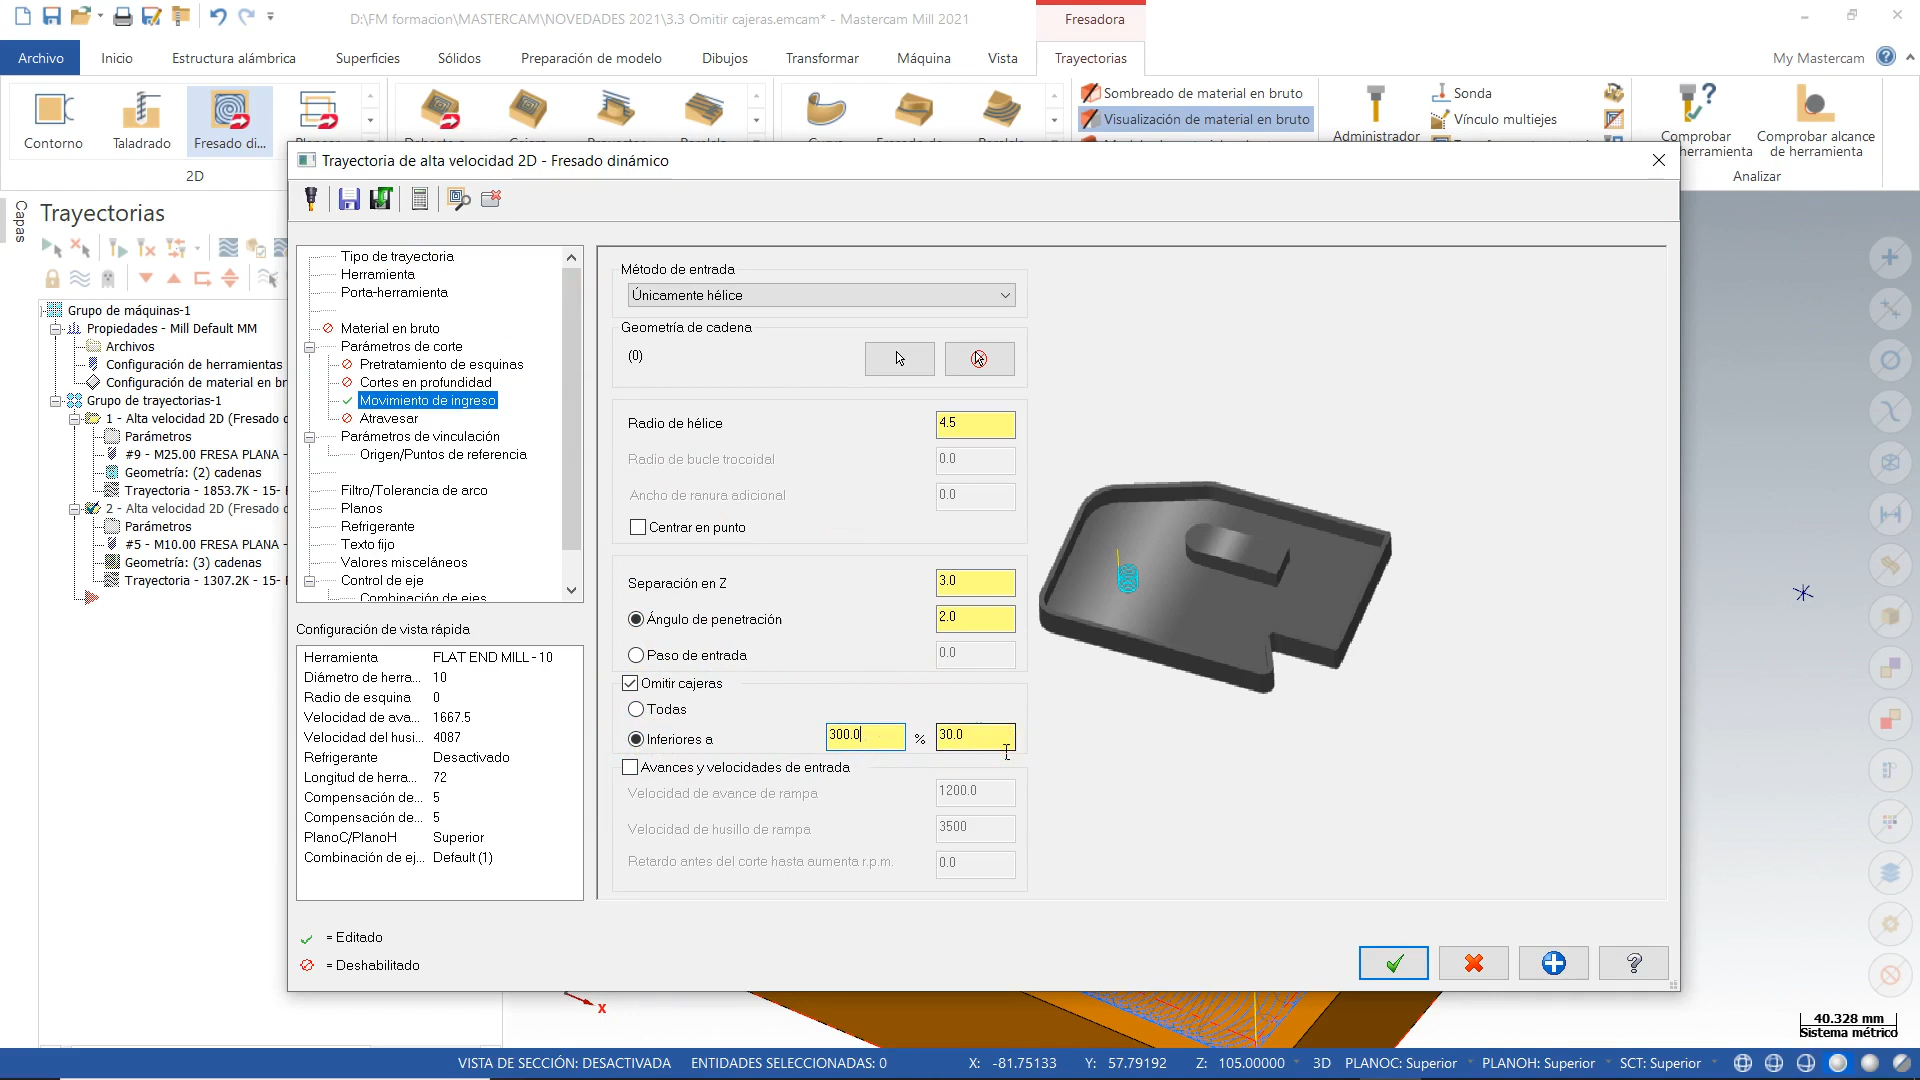 D:\FM formacion\MASTERCAM\NOVEDADES 2021\3.3 Omitir cajeras.emcam* - Mastercam Mill 2021
Fresadora
Archivo
Inicio
Estructura alámbrica
Superficies
Sólidos
Preparación de modelo
Dibujos
Transformar
Máquina
Vista
Trayectorias
My Mastercam
Contorno
Taladrado
Fresado di...
2D
Sombreado de material en bruto
Visualización de material en bruto
Administrador
Sonda
Vínculo multiejes
Comprobar
herramienta
Comprobar alcance
de herramienta
Analizar
Capas
Trayectorias
Grupo de máquinas-1
Propiedades - Mill Default MM
Archivos
Configuración de herramientas
Configuración de material en br
Grupo de trayectorias-1
1 - Alta velocidad 2D (Fresado d
Parámetros
#9 - M25.00 FRESA PLANA -
Geometría: (2) cadenas
Trayectoria - 1853.7K - 15-
2 - Alta velocidad 2D (Fresado d
Parámetros
#5 - M10.00 FRESA PLANA -
Geometría: (3) cadenas
Trayectoria - 1307.2K - 15-
Trayectoria de alta velocidad 2D - Fresado dinámico
Tipo de trayectoria
Herramienta
Porta-herramienta
Material en bruto
Parámetros de corte
Pretratamiento de esquinas
Cortes en profundidad
Movimiento de ingreso
Atravesar
Parámetros de vinculación
Origen/Puntos de referencia
Filtro/Tolerancia de arco
Planos
Refrigerante
Texto fijo
Valores misceláneos
Control de eje
Combinación de ejes
Configuración de vista rápida
Herramienta FLAT END MILL - 10
Diámetro de herra... 10
Radio de esquina 0
Velocidad de ava... 1667.5
Velocidad del husi... 4087
Refrigerante Desactivado
Longitud de herra... 72
Compensación de... 5
Compensación de... 5
PlanoC/PlanoH Superior
Combinación de ej... Default (1)
= Editado
= Deshabilitado
Método de entrada
Únicamente hélice
Geometría de cadena
(0)
Radio de hélice 4.5
Radio de bucle trocoidal 0.0
Ancho de ranura adicional 0.0
Centrar en punto
Separación en Z 3.0
Ángulo de penetración 2.0
Paso de entrada 0.0
Omitir cajeras
Todas
Inferiores a 300.0 % 30.0
Avances y velocidades de entrada
Velocidad de avance de rampa 1200.0
Velocidad de husillo de rampa 3500
Retardo antes del corte hasta aumenta r.p.m. 0.0
X
40.328 mm
Sistema métrico
VISTA DE SECCIÓN: DESACTIVADA ENTIDADES SELECCIONADAS: 0 X: -81.75133 Y: 57.79192 Z: 105.00000 3D PLANOC: Superior PLANOH: Superior SCT: Superior